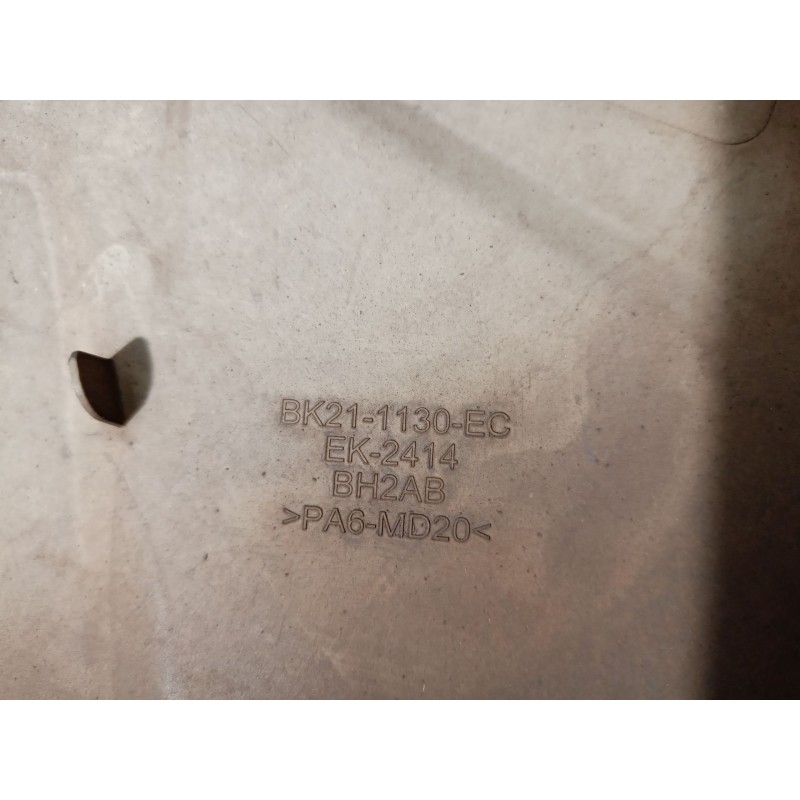 BK21-1130-EC
EK-2414
BH2AB
>PA6-MD20<